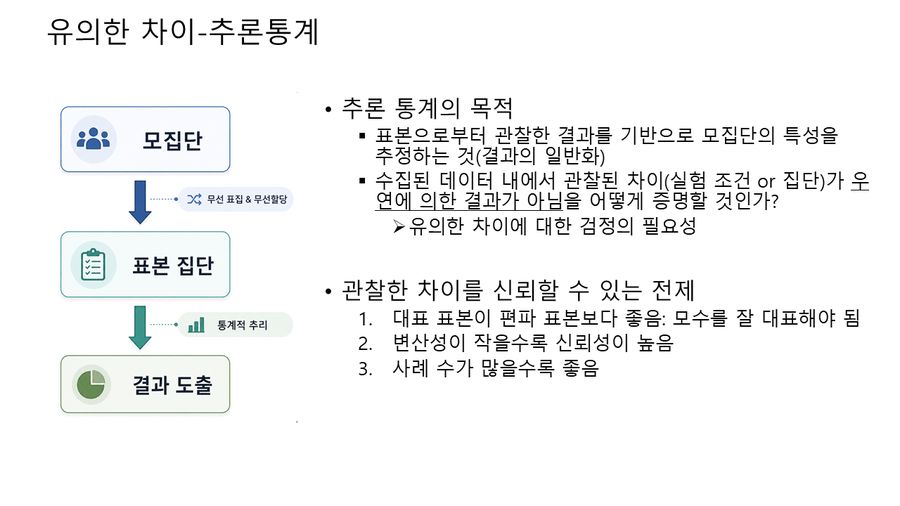 유의한 차이-추론통계
모집단
무선 표집 & 무선할당
표본 집단
통계적 추리
결과 도출
• 추론 통계의 목적
▪ 표본으로부터 관찰한 결과를 기반으로 모집단의 특성을
추정하는 것(결과의 일반화)
▪ 수집된 데이터 내에서 관찰된 차이(실험 조건 or 집단)가 우
연에 의한 결과가 아님을 어떻게 증명할 것인가?
➢유의한 차이에 대한 검정의 필요성
• 관찰한 차이를 신뢰할 수 있는 전제
1. 대표 표본이 편파 표본보다 좋음: 모수를 잘 대표해야 됨
2. 변산성이 작을수록 신뢰성이 높음
3. 사례 수가 많을수록 좋음